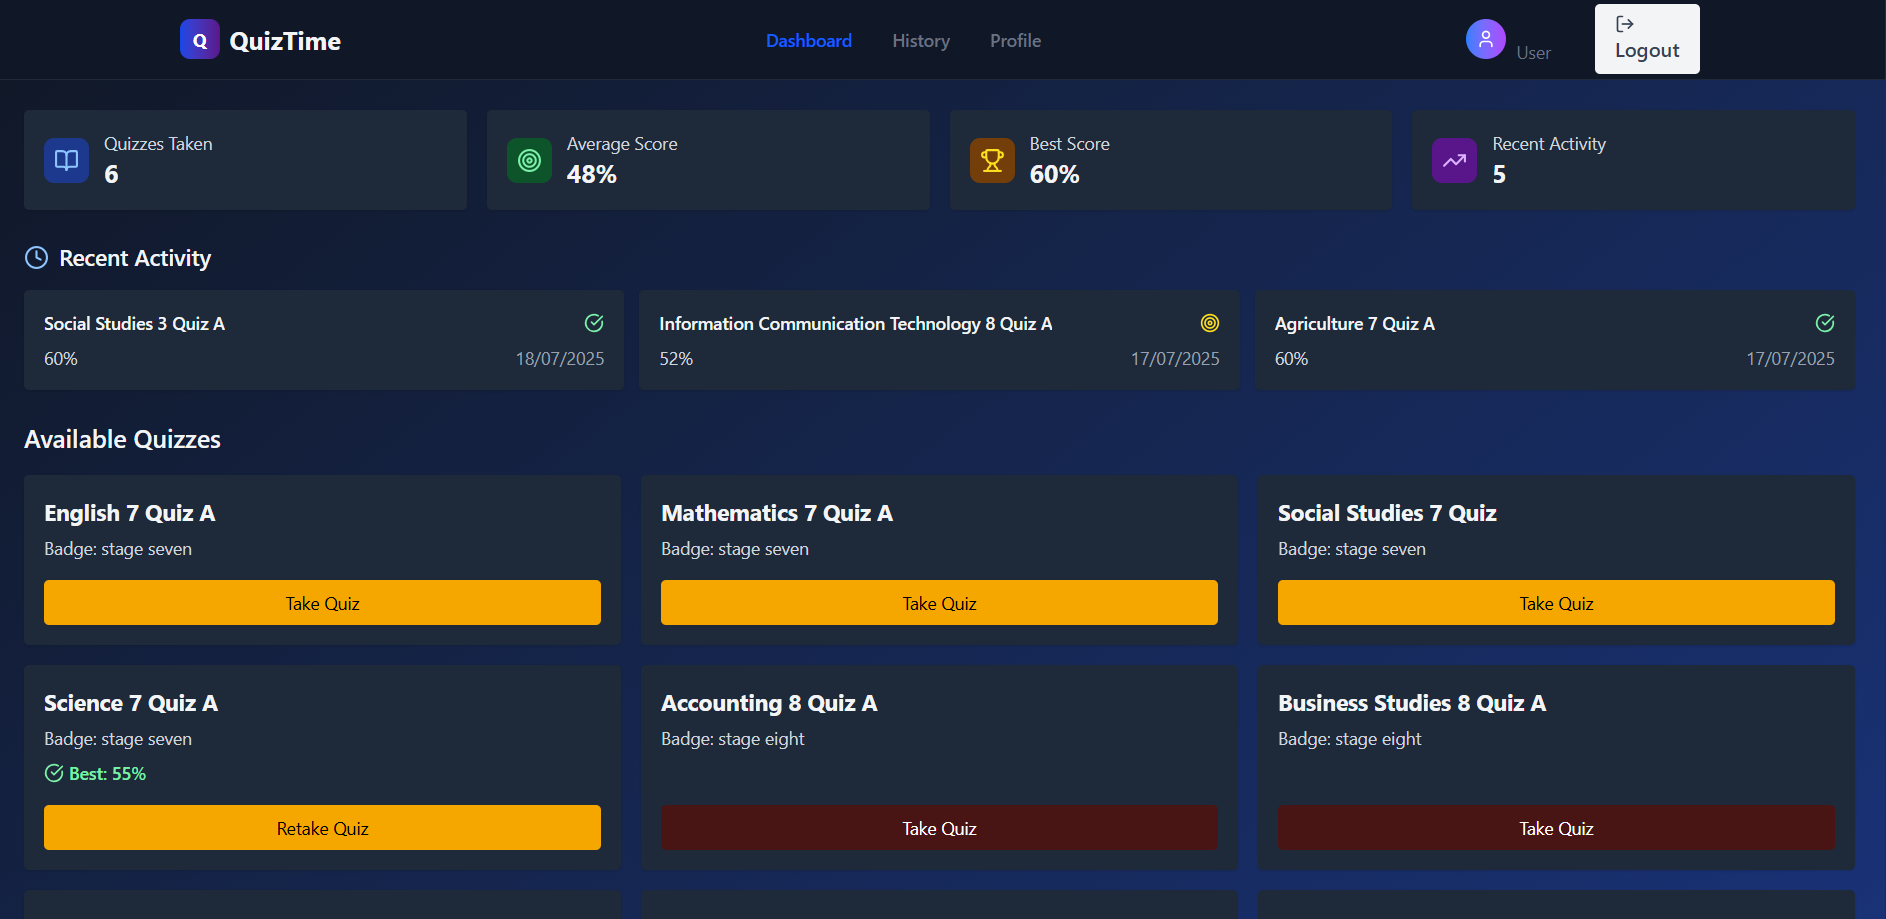 Q QuizTime
Dashboard History Profile
User
Logout
Quizzes Taken
6
Average Score
48%
Best Score
60%
Recent Activity
5
Recent Activity
Social Studies 3 Quiz A
60% 18/07/2025
Information Communication Technology 8 Quiz A
52% 17/07/2025
Agriculture 7 Quiz A
60% 17/07/2025
Available Quizzes
English 7 Quiz A
Badge: stage seven
Take Quiz
Mathematics 7 Quiz A
Badge: stage seven
Take Quiz
Social Studies 7 Quiz
Badge: stage seven
Take Quiz
Science 7 Quiz A
Badge: stage seven
Best: 55%
Retake Quiz
Accounting 8 Quiz A
Badge: stage eight
Take Quiz
Business Studies 8 Quiz A
Badge: stage eight
Take Quiz